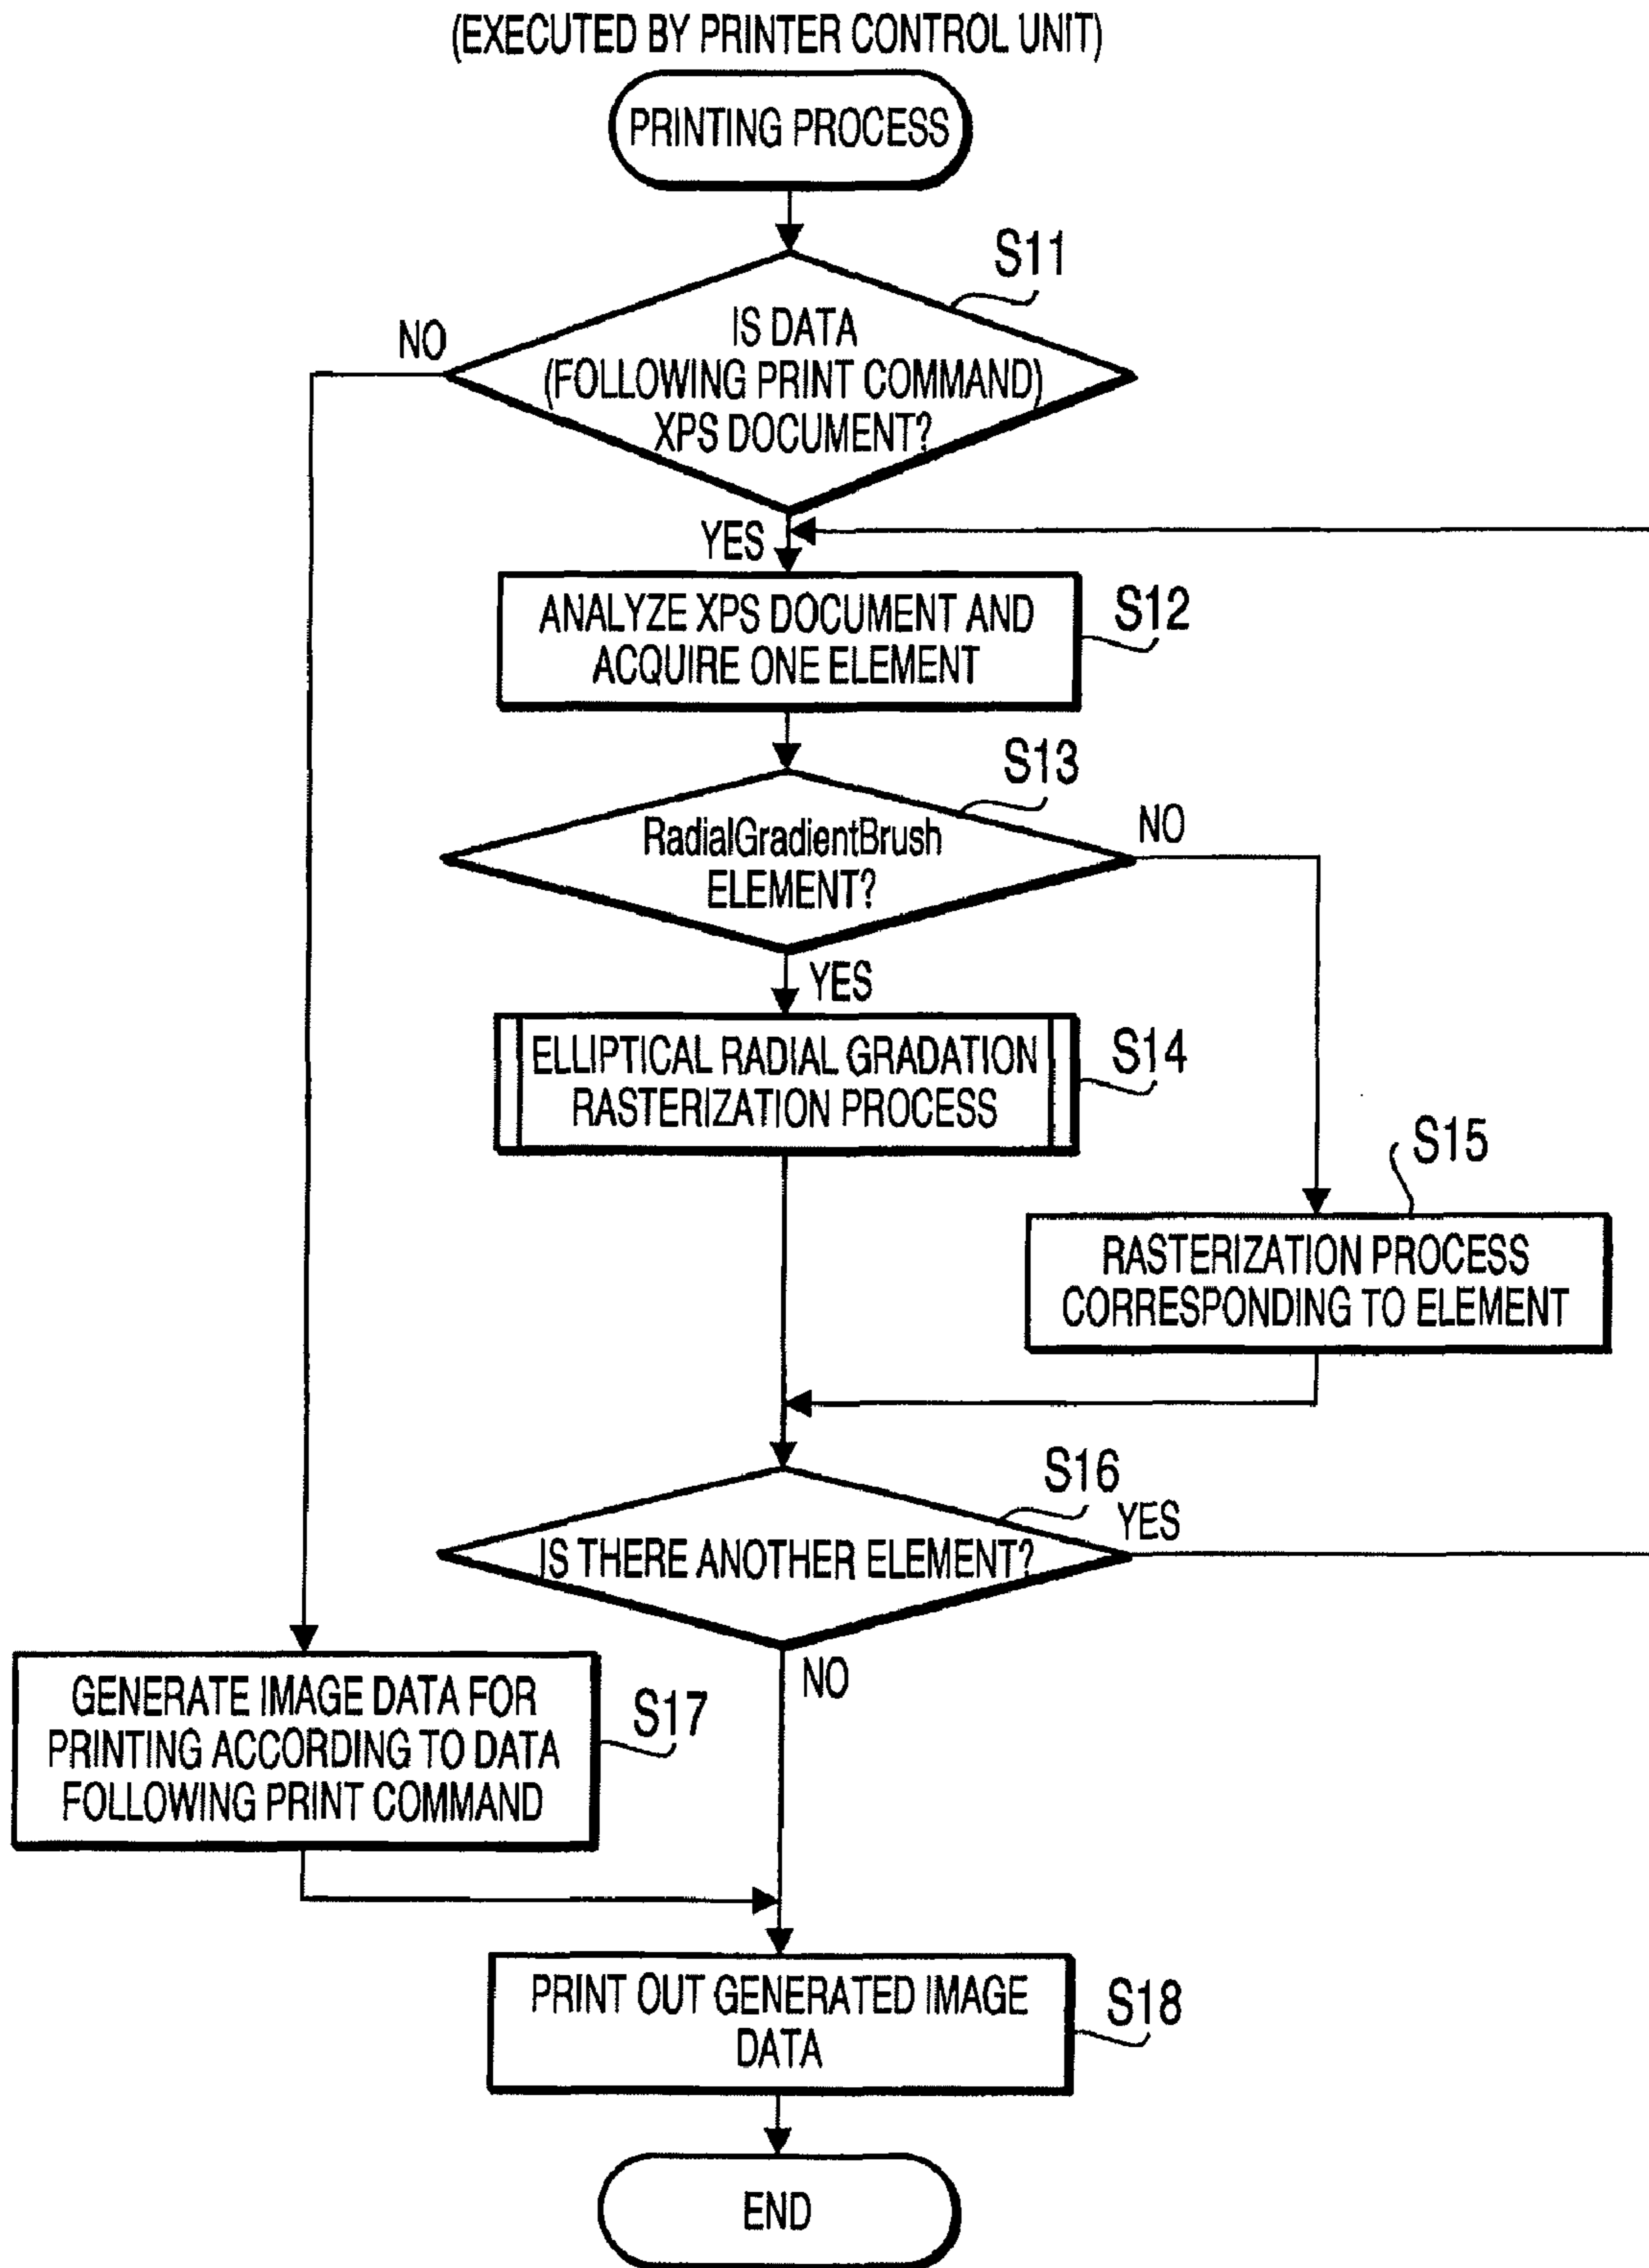 (EXECUTED BY PRINTER CONTROL UNIT)
PRINTING PROCESS
S11
NO
IS DATA
(FOLLOWING PRINT COMMAND)
XPS DOCUMENT?
YES
ANALYZE XPS DOCUMENT AND
ACQUIRE ONE ELEMENT
S12
S13
RadialGradientBrush
ELEMENT?
NO
YES
ELLIPTICAL RADIAL GRADATION
RASTERIZATION PROCESS
S14
S15
RASTERIZATION PROCESS
CORRESPONDING TO ELEMENT
S16
YES
IS THERE ANOTHER ELEMENT?
NO
GENERATE IMAGE DATA FOR
PRINTING ACCORDING TO DATA
FOLLOWING PRINT COMMAND
S17
PRINT OUT GENERATED IMAGE
DATA
S18
END